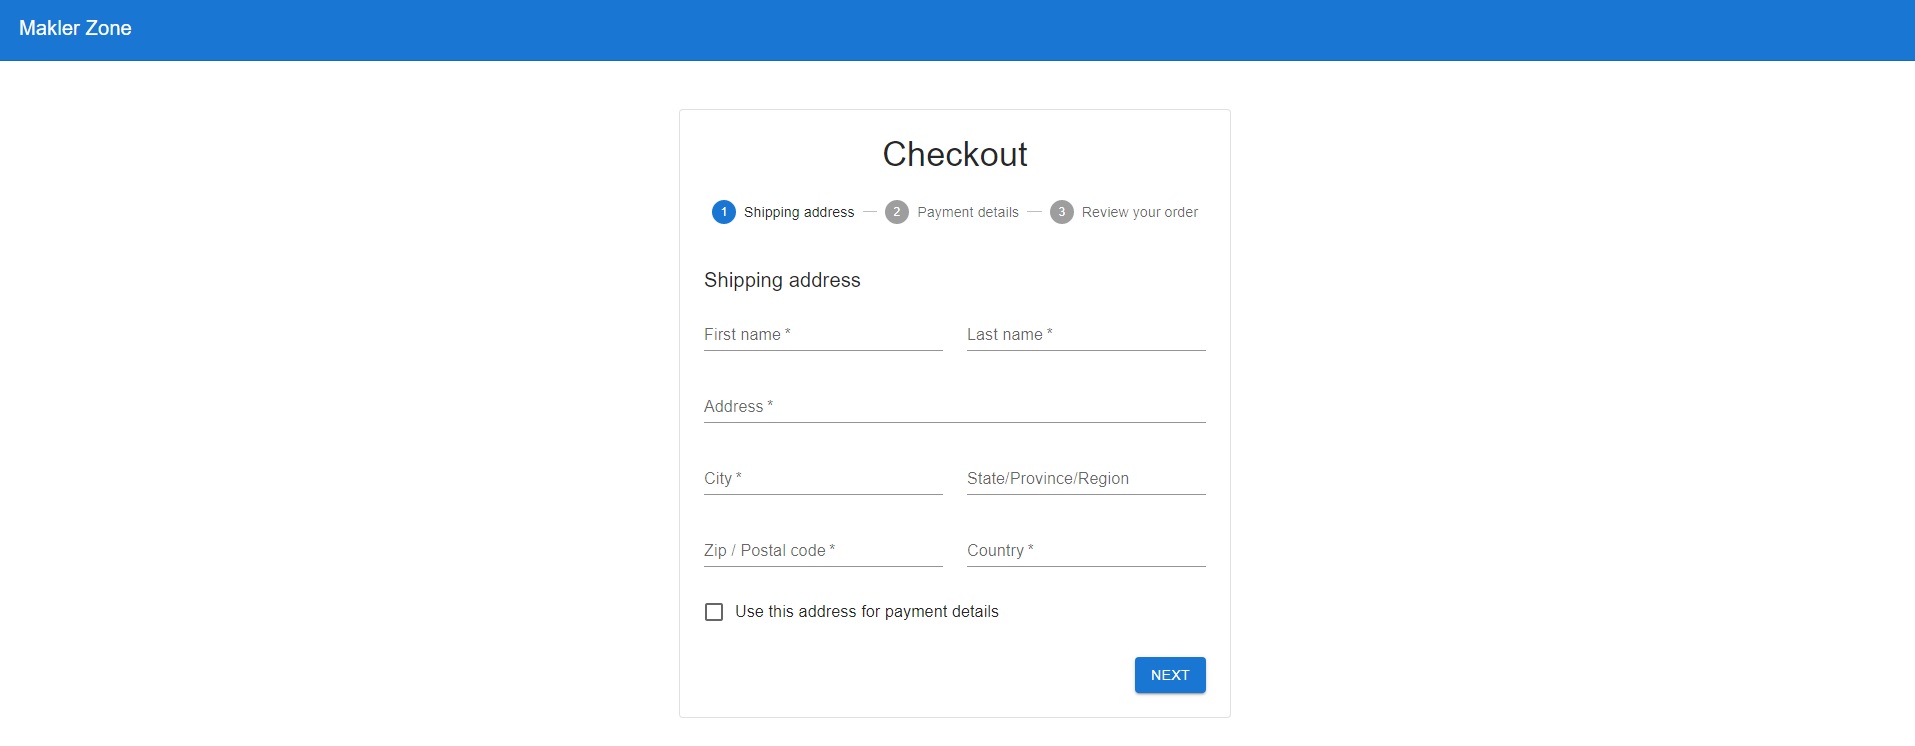 Makler Zone
Checkout
1 Shipping address 2 Payment details 3 Review your order
Shipping address
First name * Last name *
Address *
City * State/Province/Region
Zip / Postal code * Country *
Use this address for payment details
NEXT